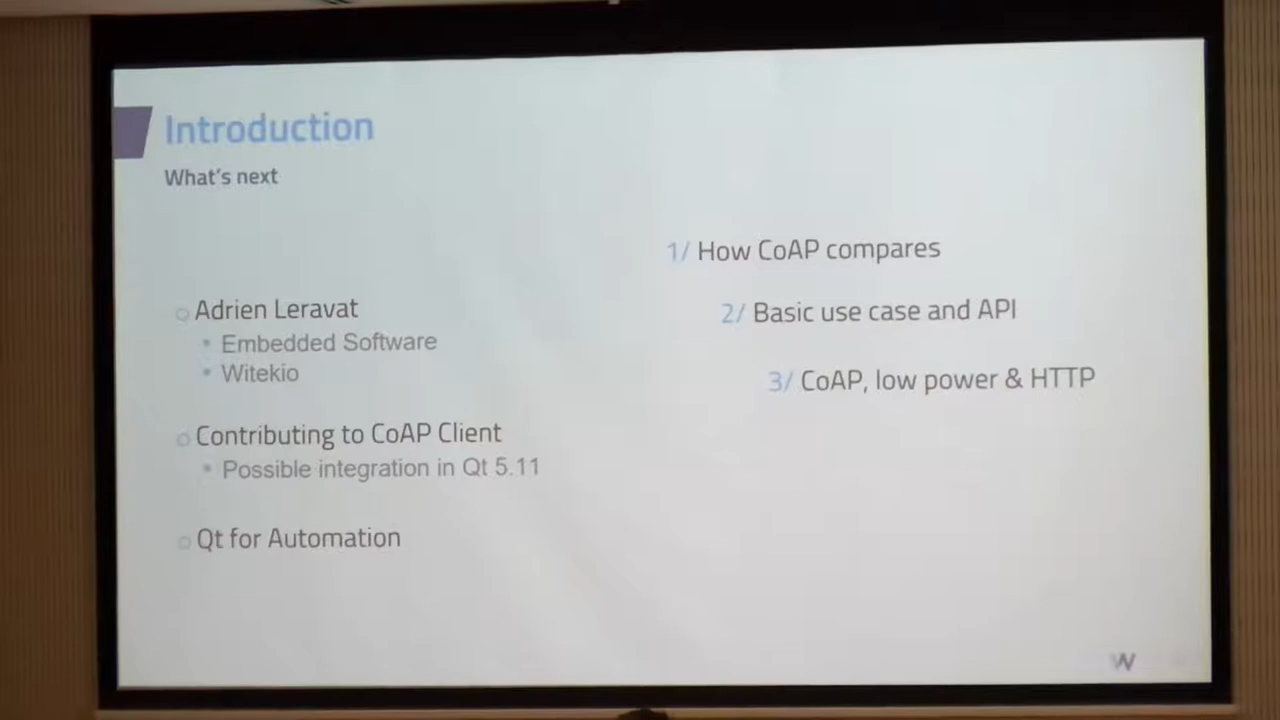 Introduction
What's next
Adrien Leravat
Embedded Software
Witekio
Contributing to CoAP Client
Possible integration in Qt 5.11
Qt for Automation
1/ How CoAP compares
2/ Basic use case and API
3/ CoAP, low power & HTTP
W